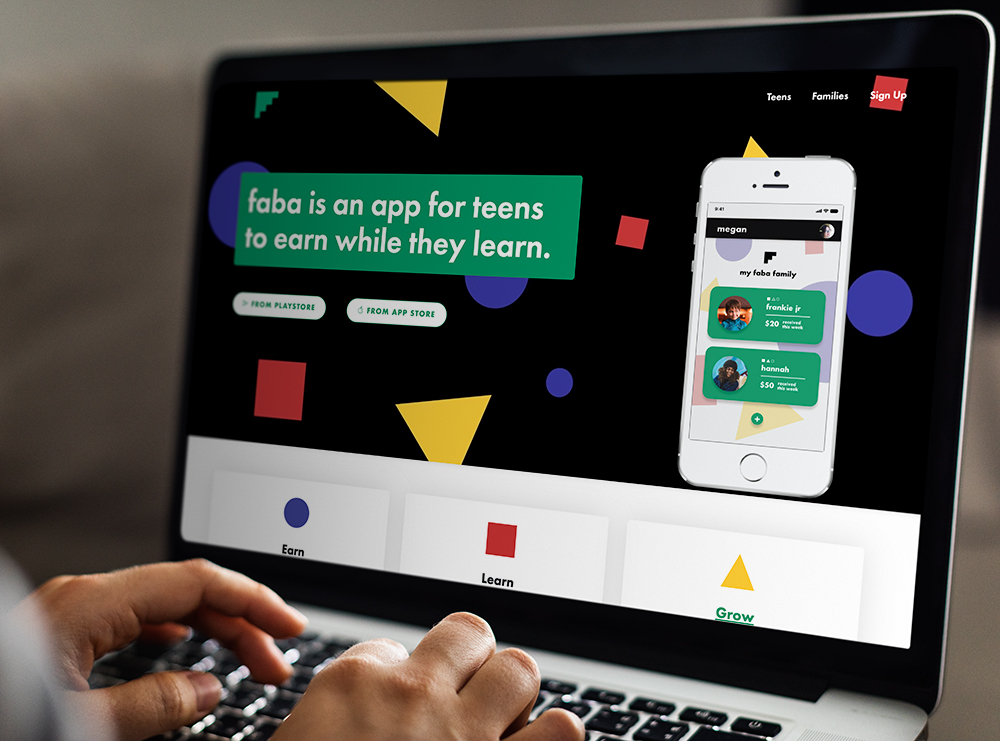 Teens
Families
Sign Up
faba is an app for teens
to earn while they learn.
FROM PLAYSTORE
FROM APP STORE
9:41
megan
my faba family
frankie jr
$20 received
this week
hannah
$50 received
this week
Earn
Learn
Grow